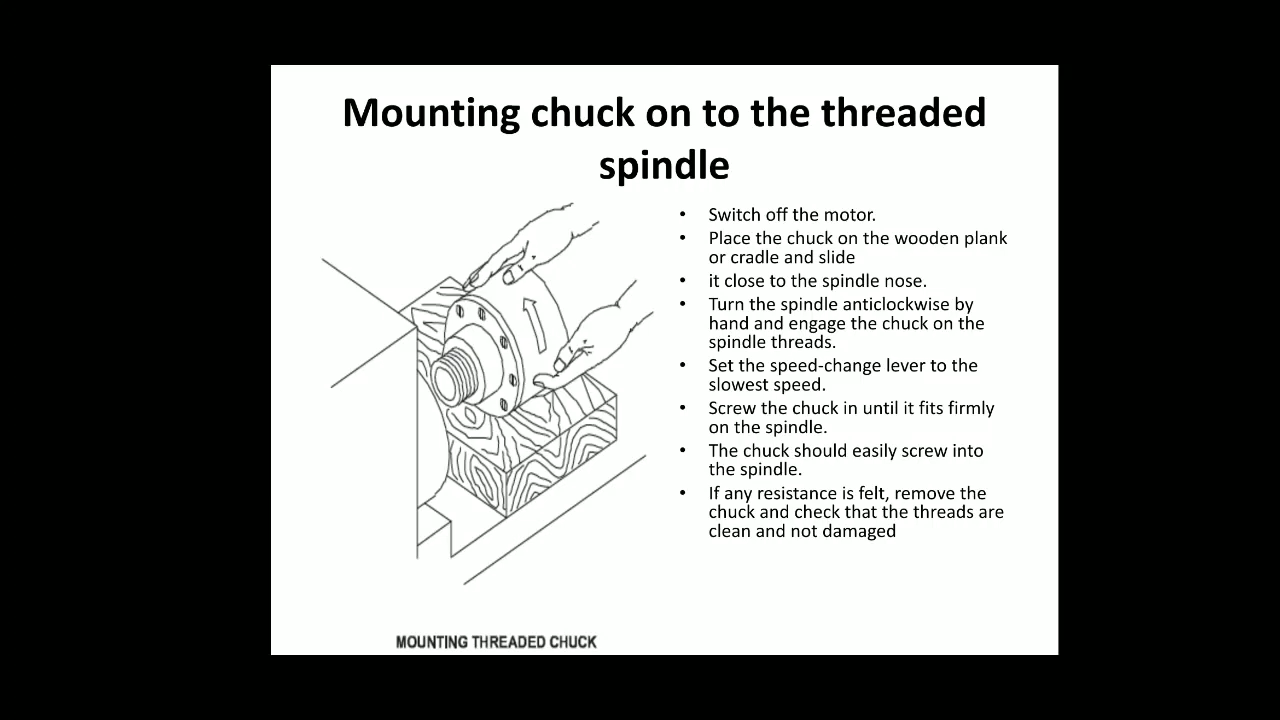 Mounting chuck on to the threaded
spindle
• Switch off the motor.
• Place the chuck on the wooden plank
or cradle and slide
• it close to the spindle nose.
• Turn the spindle anticlockwise by
hand and engage the chuck on the
spindle threads.
• Set the speed-change lever to the
slowest speed.
• Screw the chuck in until it fits firmly
on the spindle.
• The chuck should easily screw into
the spindle.
• If any resistance is felt, remove the
chuck and check that the threads are
clean and not damaged
MOUNTING THREADED CHUCK